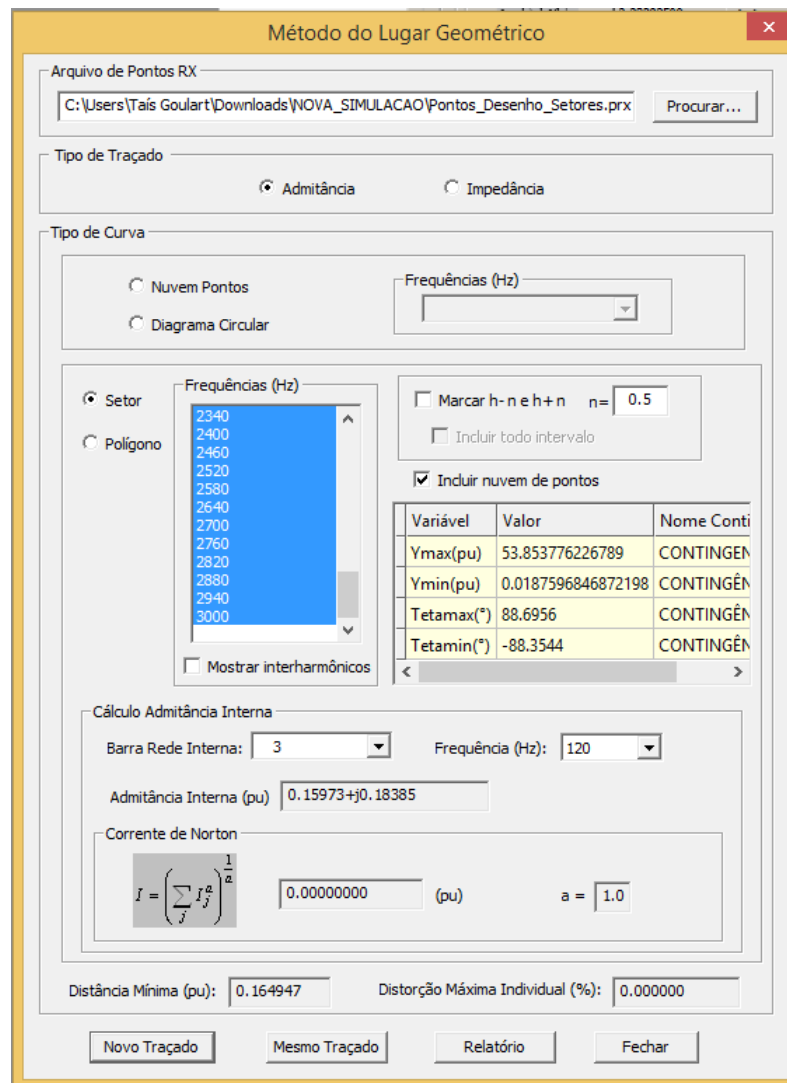 Método do Lugar Geométrico
Arquivo de Pontos RX
C:\Users\Taís Goulart\Downloads\NOVA_SIMULACAO\Pontos_Desenho_Setores.prx Procurar...
Tipo de Traçado
Admitância Impedância
Tipo de Curva
Nuvem Pontos
Diagrama Circular
Frequências (Hz)
Setor
Polígono
Frequências (Hz)
2340
2400
2460
2520
2580
2640
2700
2760
2820
2880
2940
3000
Mostrar interharmônicos
Marcar h- n e h+ n n= 0.5
Incluir todo intervalo
Incluir nuvem de pontos
Variável Valor Nome Conti
Ymax(pu) 53.853776226789 CONTINGEN
Ymin(pu) 0.0187596846872198 CONTINGÊN
Tetamax(°) 88.6956 CONTINGÊN
Tetamin(°) -88.3544 CONTINGÊN
Cálculo Admitância Interna
Barra Rede Interna: 3 Frequência (Hz): 120
Admitância Interna (pu) 0.15973+j0.18385
Corrente de Norton
I = (∑j Ij^a)^(1/a) 0.00000000 (pu) a = 1.0
Distância Mínima (pu): 0.164947 Distorção Máxima Individual (%): 0.000000
Novo Traçado Mesmo Traçado Relatório Fechar